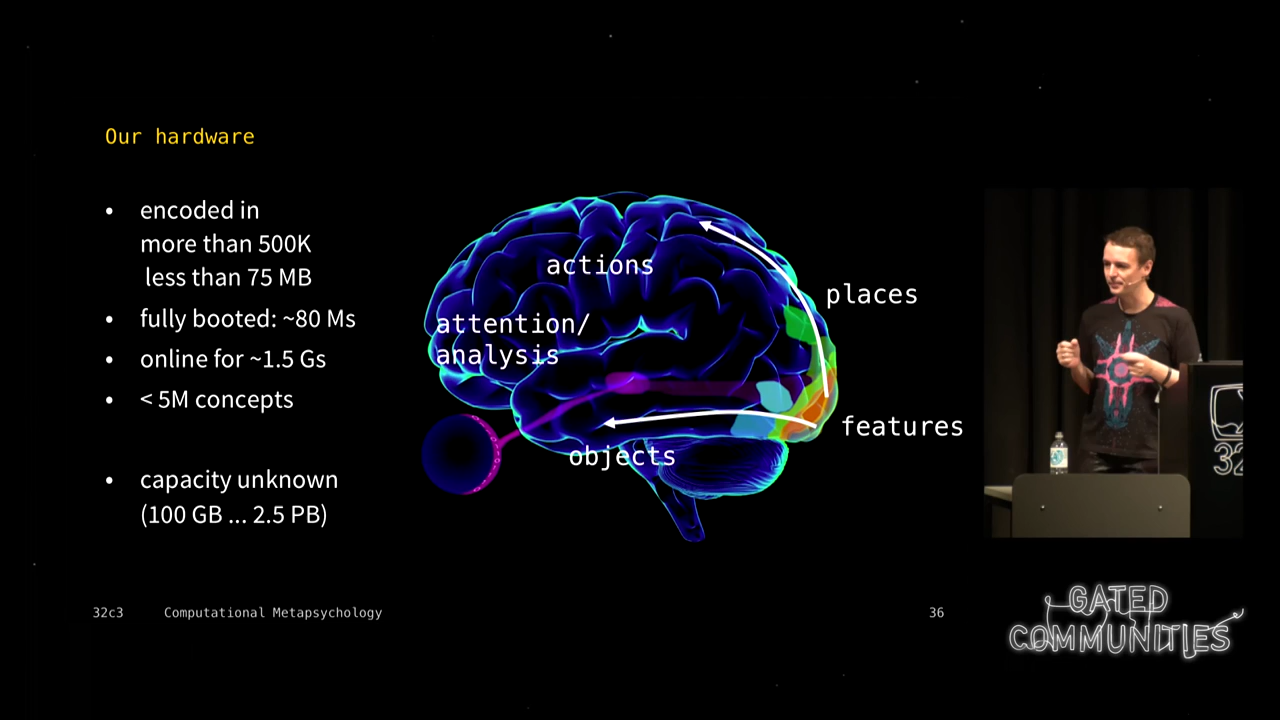 Our hardware
• encoded in
more than 500K
less than 75 MB
• fully booted: ~80 Ms
• online for ~1.5 Gs
• < 5M concepts
• capacity unknown
(100 GB ... 2.5 PB)
actions
attention/
analysis
places
features
objects
32c3 Computational Metapsychology
36
GATED
COMMUNITIES